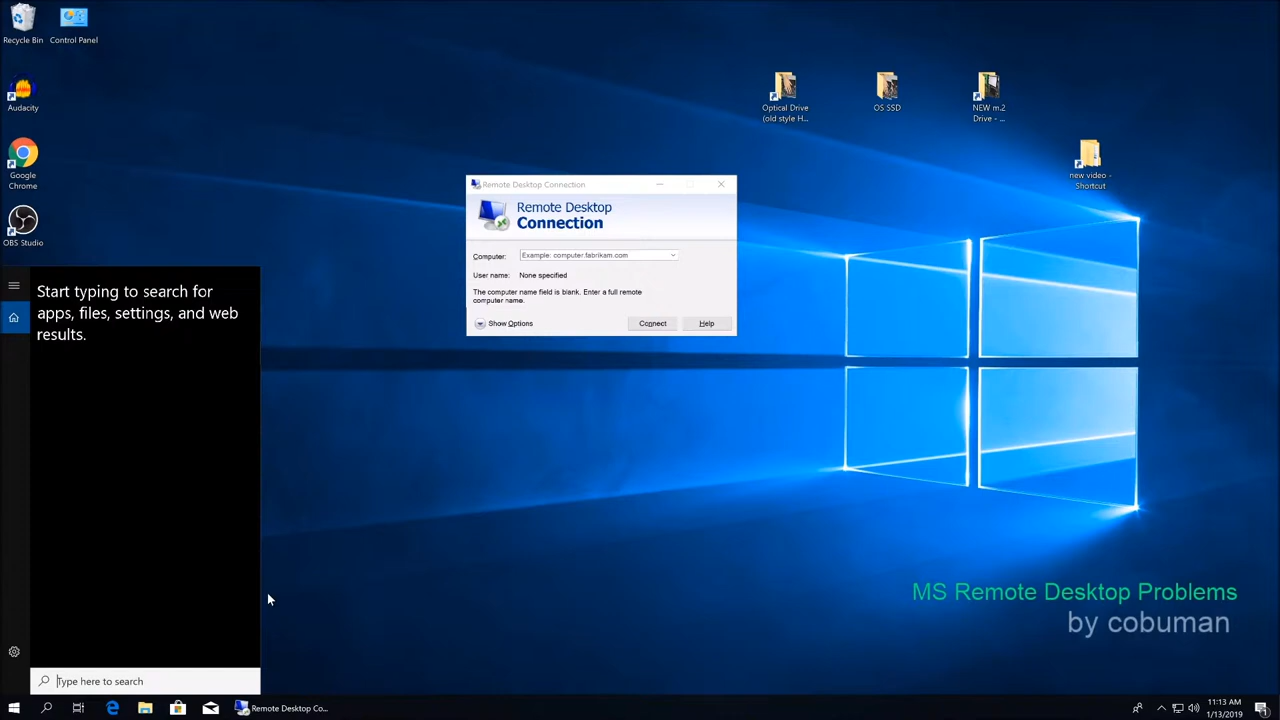 Recycle Bin
Control Panel
Audacity
Google
Chrome
OBS Studio
Optical Drive
(old style H...
OS SSD
NEW m.2
Drive - ...
new video -
Shortcut
Remote Desktop Connection
Remote Desktop
Connection
Computer:
Example: computer.fabrikam.com
User name:
None specified
The computer name field is blank. Enter a full remote
computer name.
Show Options
Connect
Help
Start typing to search for
apps, files, settings, and web
results.
Type here to search
MS Remote Desktop Problems
by cobuman
Remote Desktop Co...
11:13 AM
1/13/2019
1